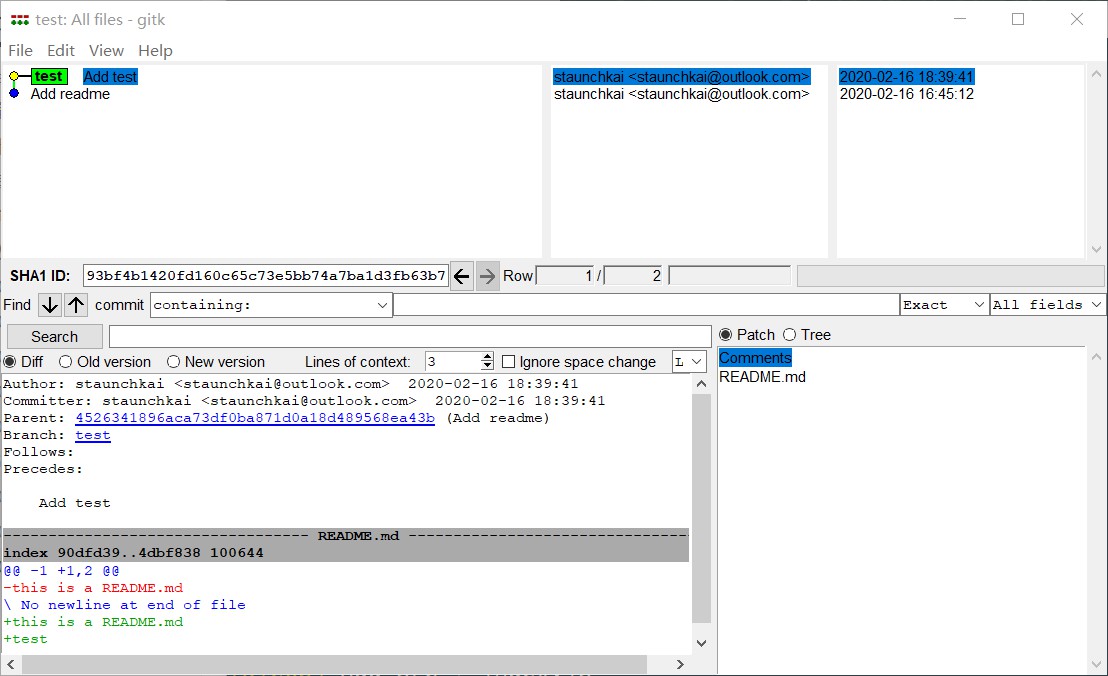 test: All files - gitk
File Edit View Help
test Add test staunchkai <staunchkai@outlook.com> 2020-02-16 18:39:41
Add readme staunchkai <staunchkai@outlook.com> 2020-02-16 16:45:12
SHA1 ID: 93bf4b1420fd160c65c73e5bb74a7ba1d3fb63b7 Row 1 / 2
Find commit containing: Exact All fields
Search
Patch Tree
Diff Old version New version Lines of context: 3 Ignore space change L
Comments
README.md
Author: staunchkai <staunchkai@outlook.com> 2020-02-16 18:39:41
Committer: staunchkai <staunchkai@outlook.com> 2020-02-16 18:39:41
Parent: 4526341896aca73df0ba871d0a18d489568ea43b (Add readme)
Branch: test
Follows:
Precedes:
Add test
---------------------------------- README.md -------------------------------
index 90dfd39..4dbf838 100644
@@ -1 +1,2 @@
-this is a README.md
\ No newline at end of file
+this is a README.md
+test